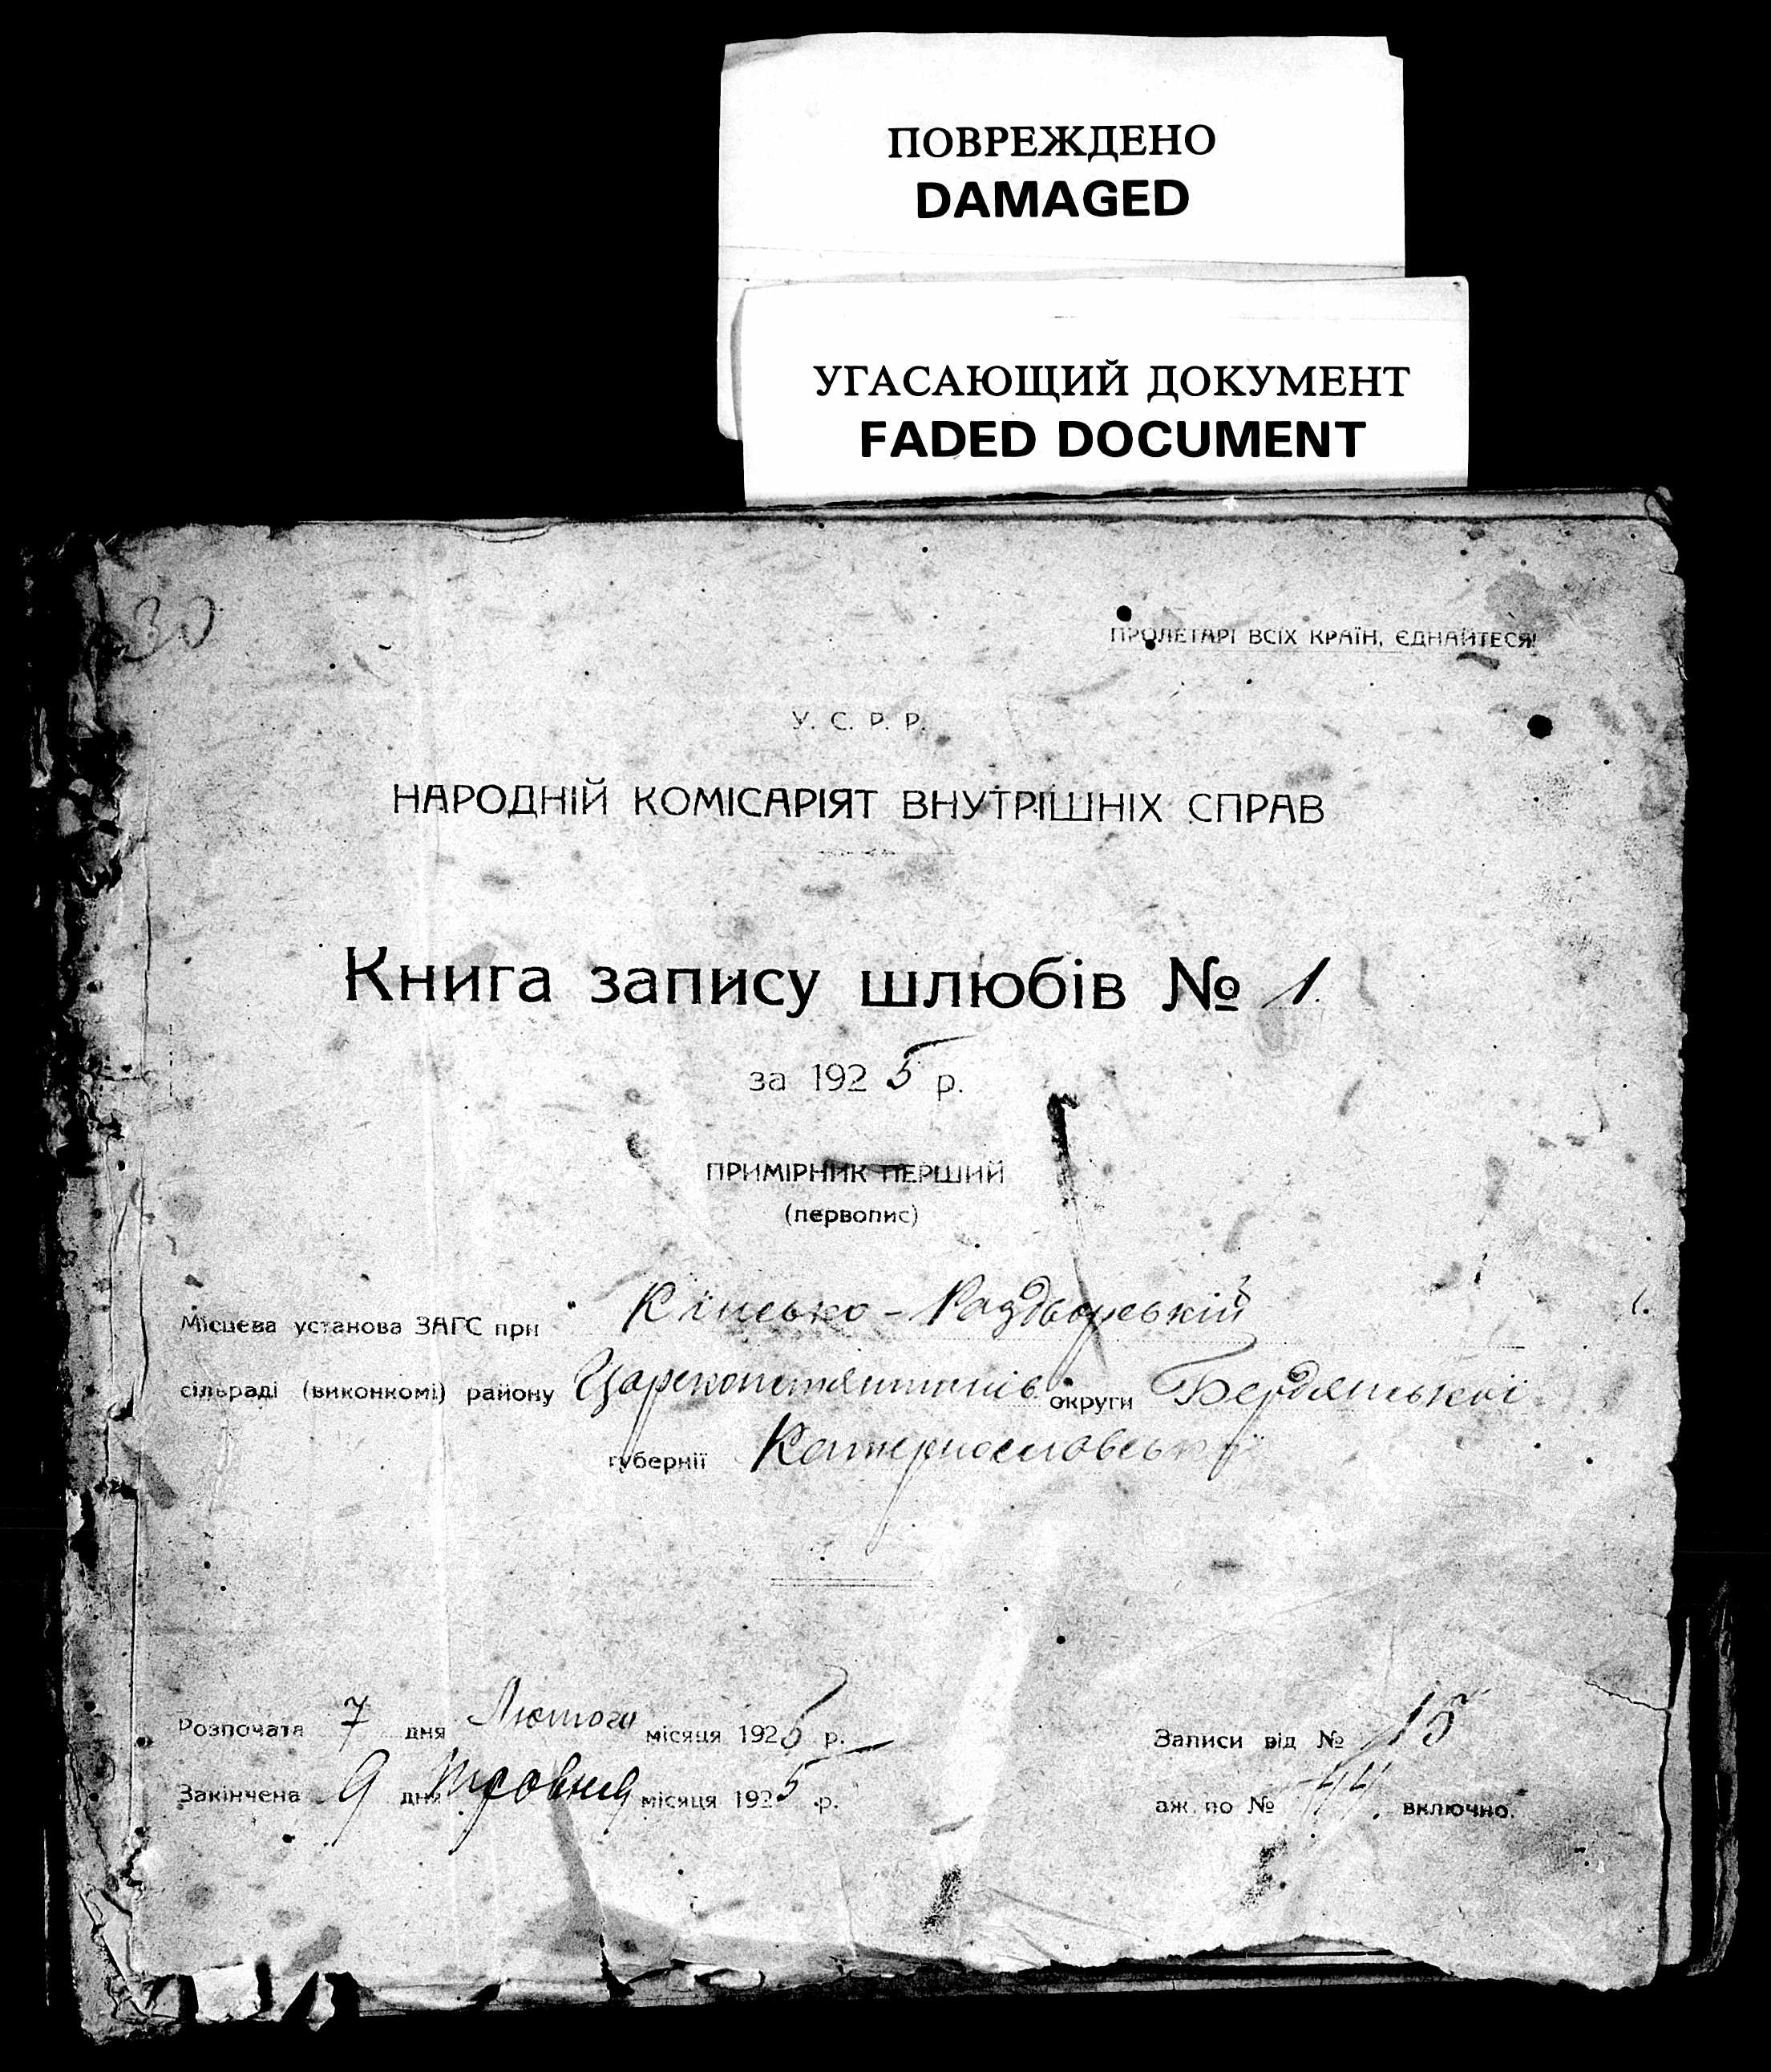 ПОВРЕЖДЕНО
DAMAGED
УГАСАЮЩИЙ ДОКУМЕНТ
FADED DOCUMENT
30
ПРОЛЕТАРІ ВСІХ КРАЇН, ЄДНАЙТЕСЯ!
У. С. Р. Р.
НАРОДНІЙ КОМІСАРІЯТ ВНУТРІШНІХ СПРАВ
Книга запису шлюбів № 1.
за 1925 р.
ПРИМІРНИК ПЕРШИЙ
(первопис)
Місцева установа ЗАГС при Кінсько-Роздорській
сільраді (виконкомі) району Царекопстянтинів. округи Бердянської
губернії Катеринославської
Розпочата 7 дня Лютого місяця 1925 р. Записи від № 15
Закінчена 9 дня Травня місяця 1925 р. аж по № 44. включно.